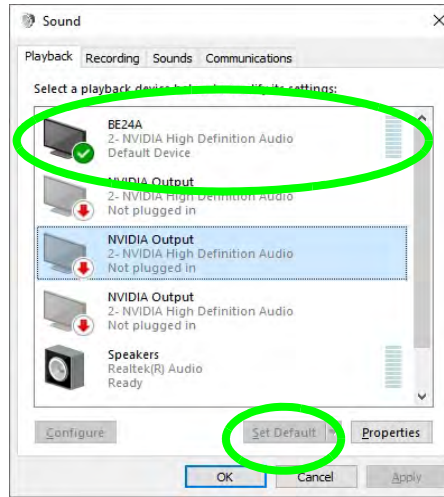 Sound
Playback Recording Sounds Communications
Select a playback device below to modify its settings:
BE24A
2- NVIDIA High Definition Audio
Default Device
NVIDIA Output
2- NVIDIA High Definition Audio
Not plugged in
NVIDIA Output
2- NVIDIA High Definition Audio
Not plugged in
NVIDIA Output
2- NVIDIA High Definition Audio
Not plugged in
Speakers
Realtek(R) Audio
Ready
Configure Set Default Properties
OK Cancel Apply